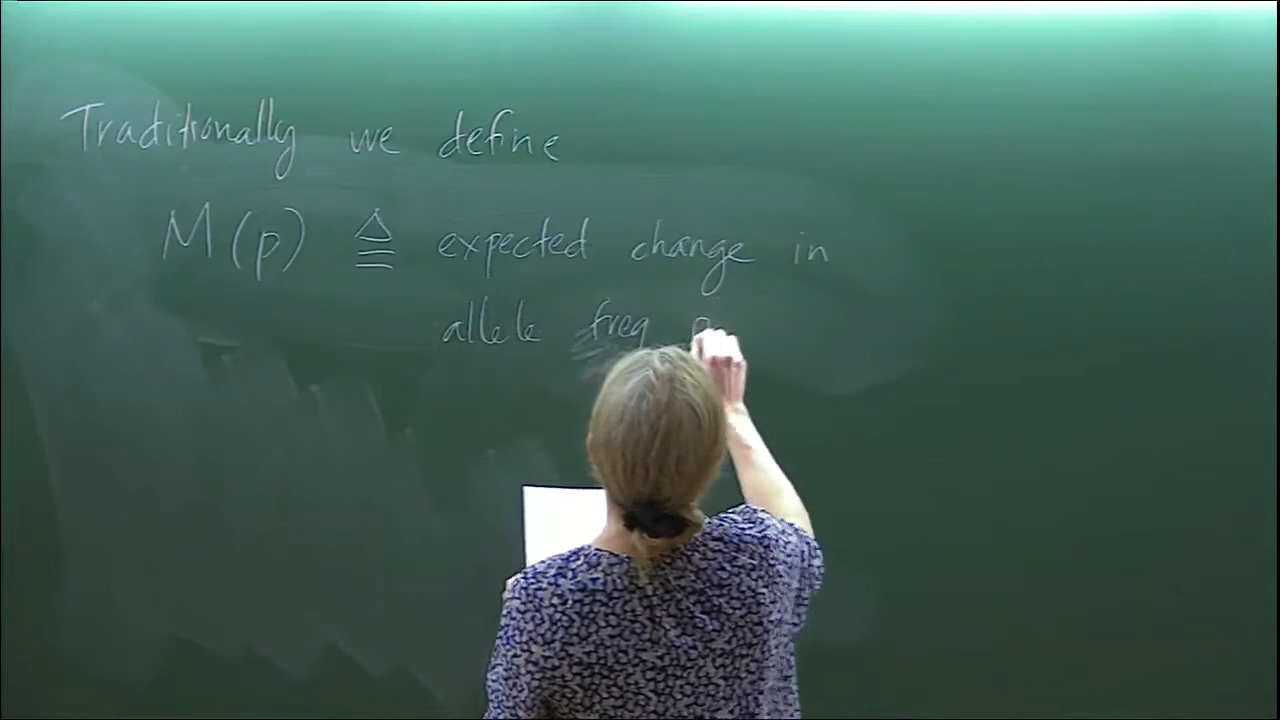 Traditionally we define
M(p) ≜ expected change in
allele freq